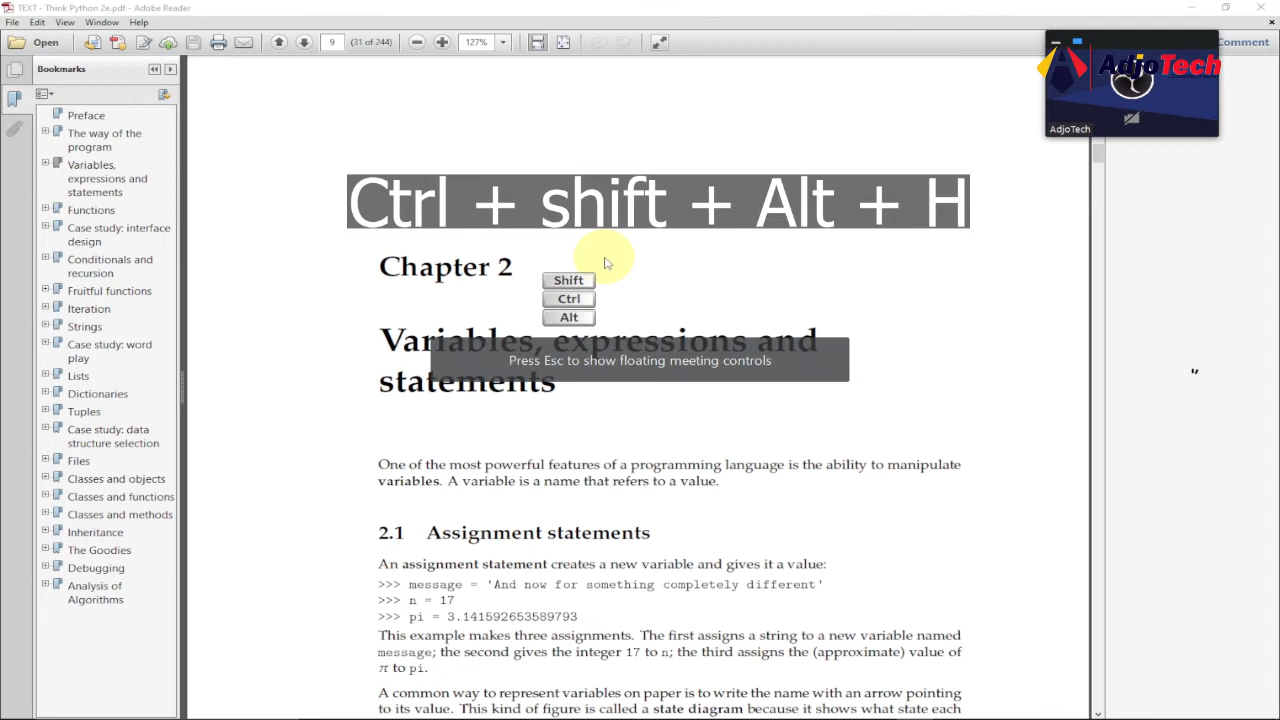 TEXT - Think Python 2e.pdf - Adobe Reader
File Edit View Window Help
Open 9 (31 of 244) 127% Comment
Bookmarks
Preface
The way of the
program
Variables,
expressions and
statements
Functions
Case study: interface
design
Conditionals and
recursion
Fruitful functions
Iteration
Strings
Case study: word
play
Lists
Dictionaries
Tuples
Case study: data
structure selection
Files
Classes and objects
Classes and functions
Classes and methods
Inheritance
The Goodies
Debugging
Analysis of
Algorithms
AdjoTech
AdjoTech
Ctrl + shift + Alt + H
Chapter 2
Shift
Ctrl
Alt
Variables, expressions and
Press Esc to show floating meeting controls
statements
One of the most powerful features of a programming language is the ability to manipulate
variables. A variable is a name that refers to a value.
2.1 Assignment statements
An assignment statement creates a new variable and gives it a value:
>>> message = 'And now for something completely different'
>>> n = 17
>>> pi = 3.141592653589793
This example makes three assignments. The first assigns a string to a new variable named
message; the second gives the integer 17 to n; the third assigns the (approximate) value of
π to pi.
A common way to represent variables on paper is to write the name with an arrow pointing
to its value. This kind of figure is called a state diagram because it shows what state each